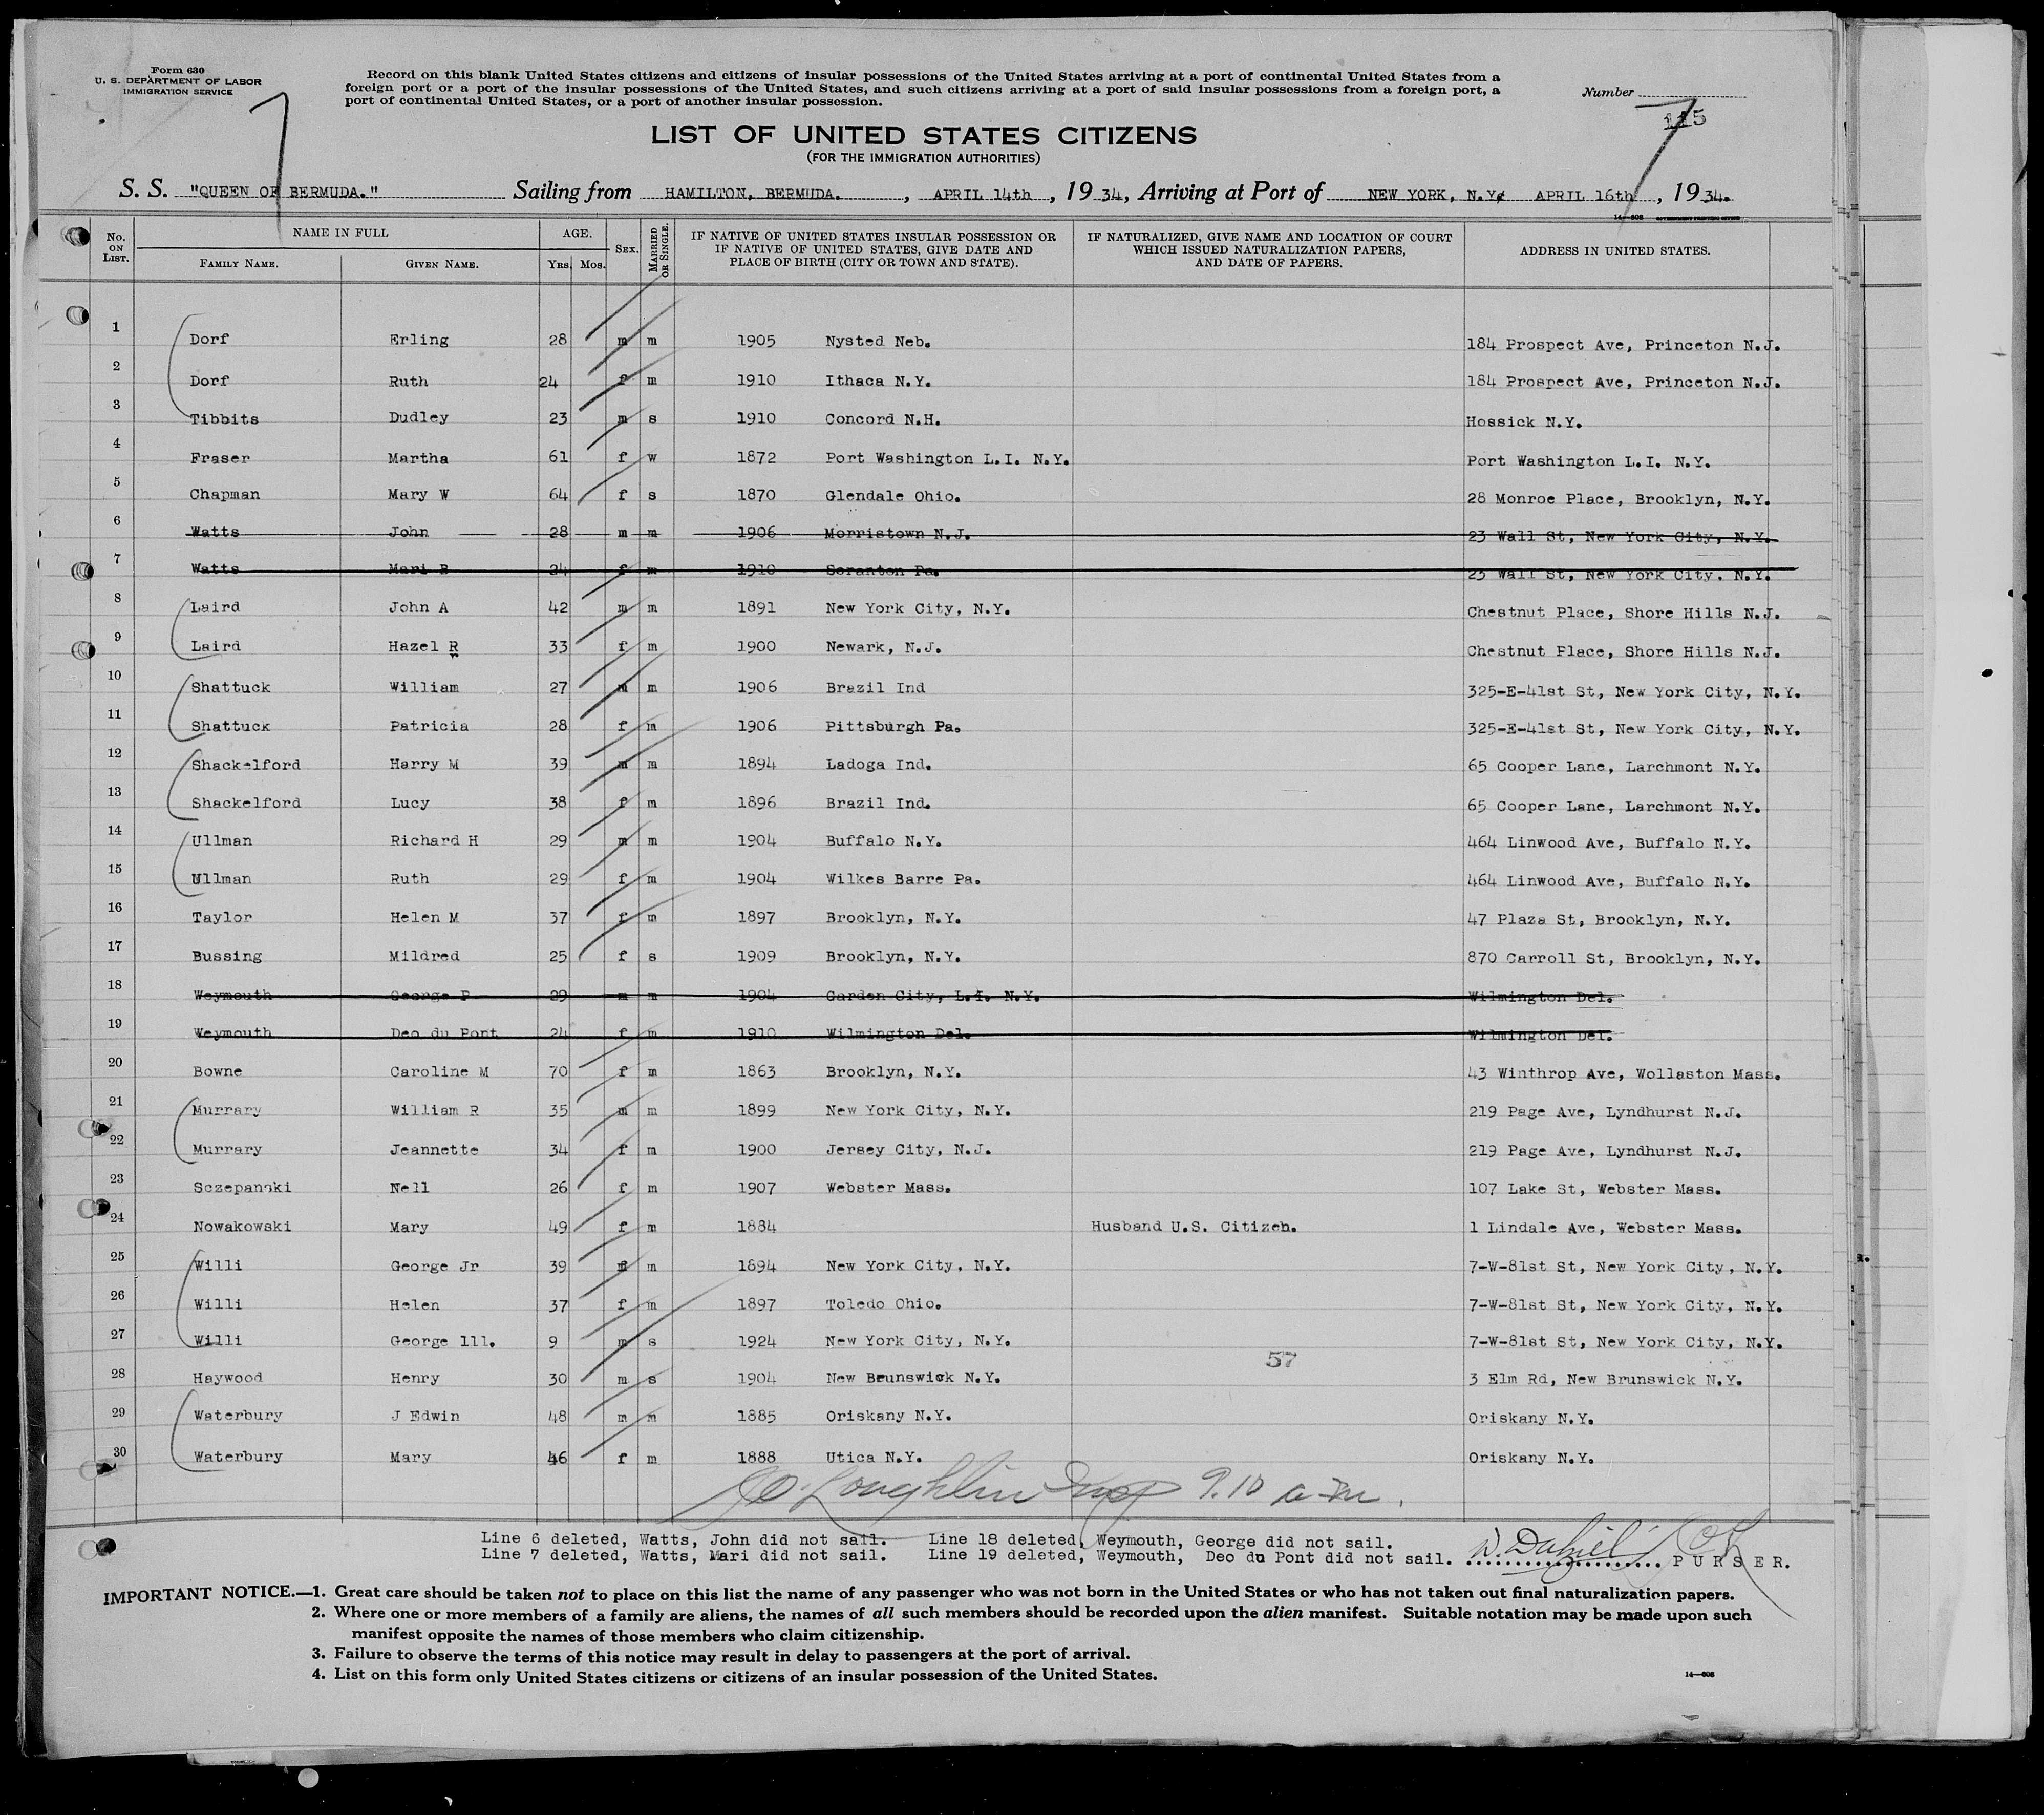 Form 630
U. S. DEPARTMENT OF LABOR
IMMIGRATION SERVICE
Record on this blank United States citizens and citizens of insular possessions of the United States arriving at a port of continental United States from a
foreign port or a port of the insular possessions of the United States, and such citizens arriving at a port of said insular possessions from a foreign port, a
port of continental United States, or a port of another insular possession.
Number
115
7 7
LIST OF UNITED STATES CITIZENS
(FOR THE IMMIGRATION AUTHORITIES)
S. S. "QUEEN OF BERMUDA." Sailing from HAMILTON, BERMUDA. , APRIL 14th , 19 34, Arriving at Port of NEW YORK, N.Y. APRIL 16th , 19 34.
14—608 GOVERNMENT PRINTING OFFICE
No. ON LIST. NAME IN FULL AGE. SEX. MARRIED OR SINGLE. IF NATIVE OF UNITED STATES INSULAR POSSESSION OR IF NATIVE OF UNITED STATES, GIVE DATE AND PLACE OF BIRTH (CITY OR TOWN AND STATE). IF NATURALIZED, GIVE NAME AND LOCATION OF COURT WHICH ISSUED NATURALIZATION PAPERS, AND DATE OF PAPERS. ADDRESS IN UNITED STATES.
FAMILY NAME. GIVEN NAME. YRS. MOS.
1 Dorf Erling 28 m m 1905 Nysted Neb. 184 Prospect Ave, Princeton N.J.
2 Dorf Ruth 24 f m 1910 Ithaca N.Y. 184 Prospect Ave, Princeton N.J.
3 Tibbits Dudley 23 m s 1910 Concord N.H. Hossick N.Y.
4 Fraser Martha 61 f w 1872 Port Washington L.I. N.Y. Port Washington L.I. N.Y.
5 Chapman Mary W 64 f s 1870 Glendale Ohio. 28 Monroe Place, Brooklyn, N.Y.
6 Watts John 28 m m 1906 Morristown N.J. 23 Wall St, New York City, N.Y.
7 Watts Mari B 24 f m 1910 Scranton Pa. 23 Wall St, New York City, N.Y.
8 Laird John A 42 m m 1891 New York City, N.Y. Chestnut Place, Shore Hills N.J.
9 Laird Hazel R 33 f m 1900 Newark, N.J. Chestnut Place, Shore Hills N.J.
10 Shattuck William 27 m m 1906 Brazil Ind 325-E-41st St, New York City, N.Y.
11 Shattuck Patricia 28 f m 1906 Pittsburgh Pa. 325-E-41st St, New York City, N.Y.
12 Shackelford Harry M 39 m m 1894 Ladoga Ind. 65 Cooper Lane, Larchmont N.Y.
13 Shackelford Lucy 38 f m 1896 Brazil Ind. 65 Cooper Lane, Larchmont N.Y.
14 Ullman Richard H 29 m m 1904 Buffalo N.Y. 464 Linwood Ave, Buffalo N.Y.
15 Ullman Ruth 29 f m 1904 Wilkes Barre Pa. 464 Linwood Ave, Buffalo N.Y.
16 Taylor Helen M 37 f m 1897 Brooklyn, N.Y. 47 Plaza St, Brooklyn, N.Y.
17 Bussing Mildred 25 f s 1909 Brooklyn, N.Y. 870 Carroll St, Brooklyn, N.Y.
18 Weymouth George P 29 m m 1904 Garden City, L.I. N.Y. Wilmington Del.
19 Weymouth Deo du Pont 24 f m 1910 Wilmington Del. Wilmington Del.
20 Bowne Caroline M 70 f m 1863 Brooklyn, N.Y. 43 Winthrop Ave, Wollaston Mass.
21 Murrary William R 35 m m 1899 New York City, N.Y. 219 Page Ave, Lyndhurst N.J.
22 Murrary Jeannette 34 f m 1900 Jersey City, N.J. 219 Page Ave, Lyndhurst N.J.
23 Sczepanski Nell 26 f m 1907 Webster Mass. 107 Lake St, Webster Mass.
24 Nowakowski Mary 49 f m 1884 Husband U.S. Citizen. 1 Lindale Ave, Webster Mass.
25 Willi George Jr 39 m m 1894 New York City, N.Y. 7-W-81st St, New York City, N.Y.
26 Willi Helen 37 f m 1897 Toledo Ohio. 7-W-81st St, New York City, N.Y.
27 Willi George 111. 9 m s 1924 New York City, N.Y. 7-W-81st St, New York City, N.Y.
57
28 Haywood Henry 30 m s 1904 New Brunswick N.Y. 3 Elm Rd, New Brunswick N.Y.
29 Waterbury J Edwin 48 m m 1885 Oriskany N.Y. Oriskany N.Y.
30 Waterbury Mary 46 f m 1888 Utica N.Y. Oriskany N.Y.
O'Loughlin Insp 9.10 a-m.
Line 6 deleted, Watts, John did not sail. Line 18 deleted, Weymouth, George did not sail.
Line 7 deleted, Watts, Mari did not sail. Line 19 deleted, Weymouth, Deo du Pont did not sail. PURSER.
IMPORTANT NOTICE.—1. Great care should be taken not to place on this list the name of any passenger who was not born in the United States or who has not taken out final naturalization papers.
2. Where one or more members of a family are aliens, the names of all such members should be recorded upon the alien manifest. Suitable notation may be made upon such
manifest opposite the names of those members who claim citizenship.
3. Failure to observe the terms of this notice may result in delay to passengers at the port of arrival.
4. List on this form only United States citizens or citizens of an insular possession of the United States.
14—608